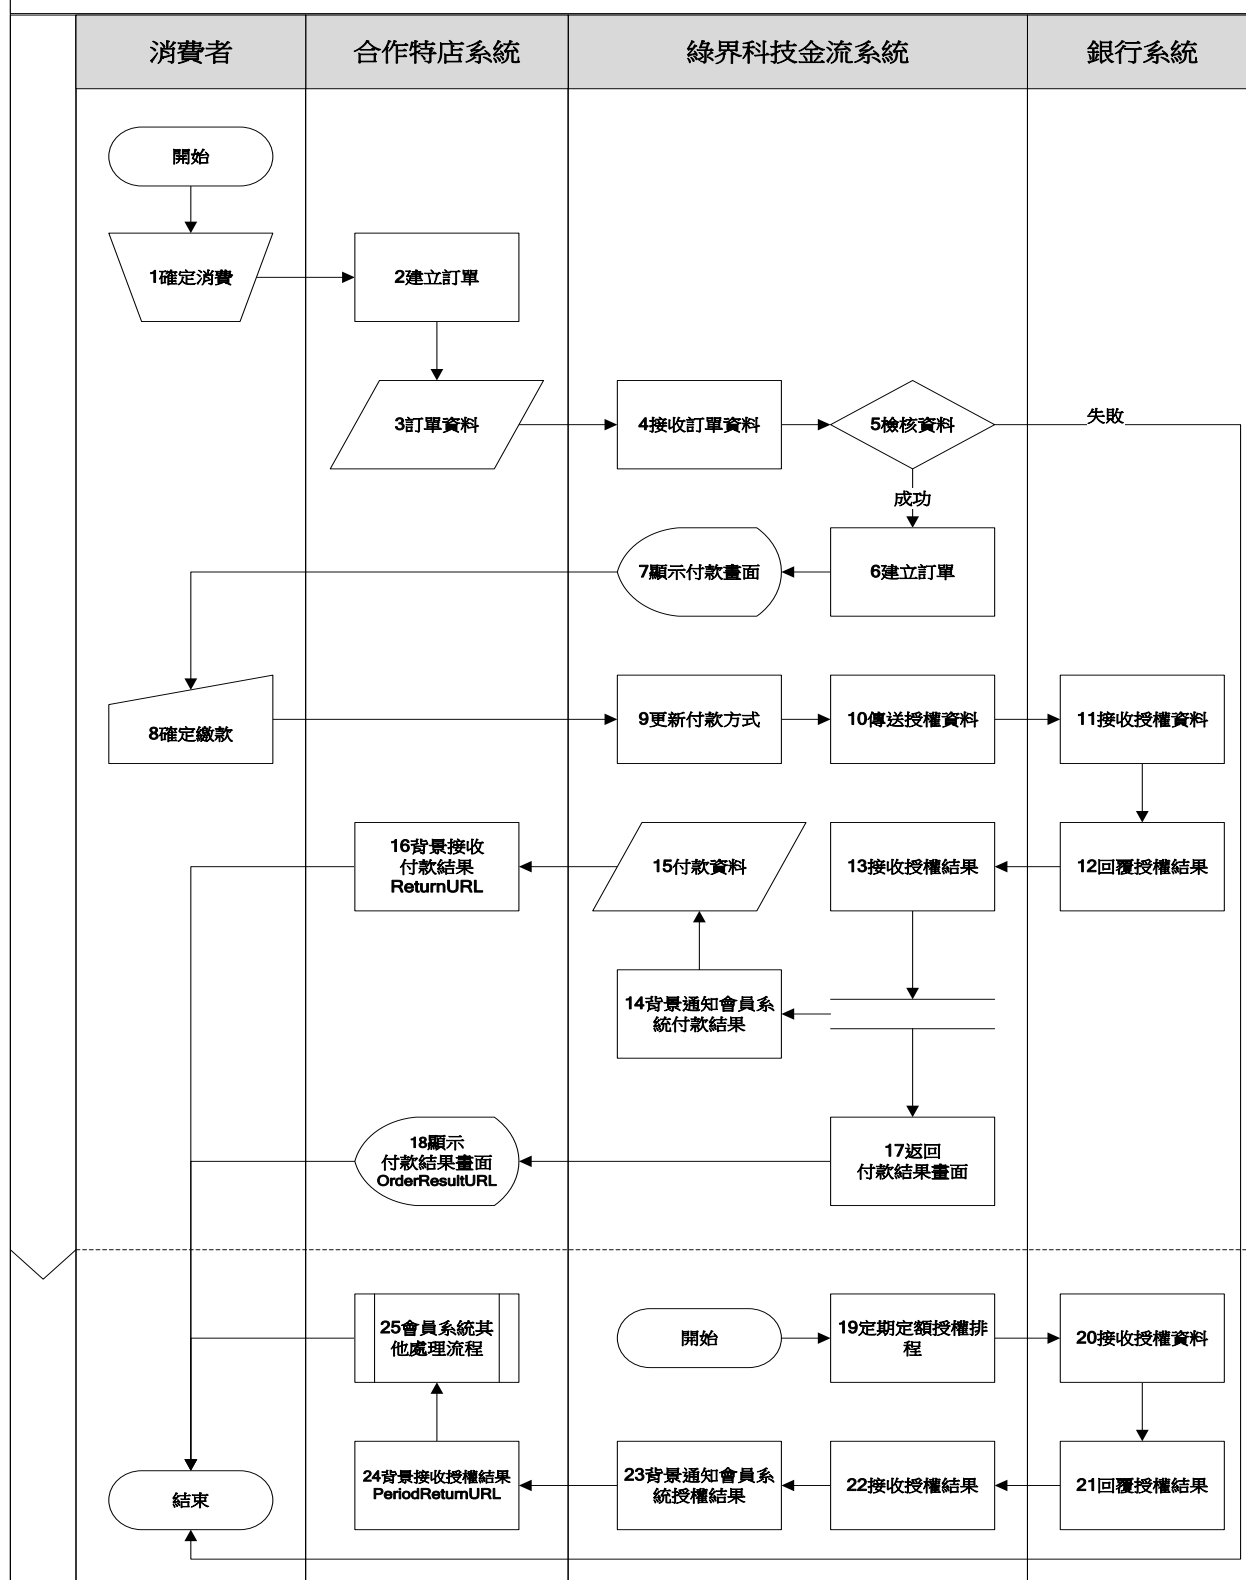 消費者
合作特店系統
綠界科技金流系統
銀行系統
開始
1確定消費
2建立訂單
3訂單資料
4接收訂單資料
5檢核資料
失敗
成功
7顯示付款畫面
6建立訂單
8確定繳款
9更新付款方式
10傳送授權資料
11接收授權資料
16背景接收
付款結果
ReturnURL
15付款資料
13接收授權結果
12回覆授權結果
14背景通知會員系
統付款結果
18顯示
付款結果畫面
OrderResultURL
17返回
付款結果畫面
25會員系統其
他處理流程
開始
19定期定額授權排
程
20接收授權資料
結束
24背景接收授權結果
PeriodReturnURL
23背景通知會員系
統授權結果
22接收授權結果
21回覆授權結果